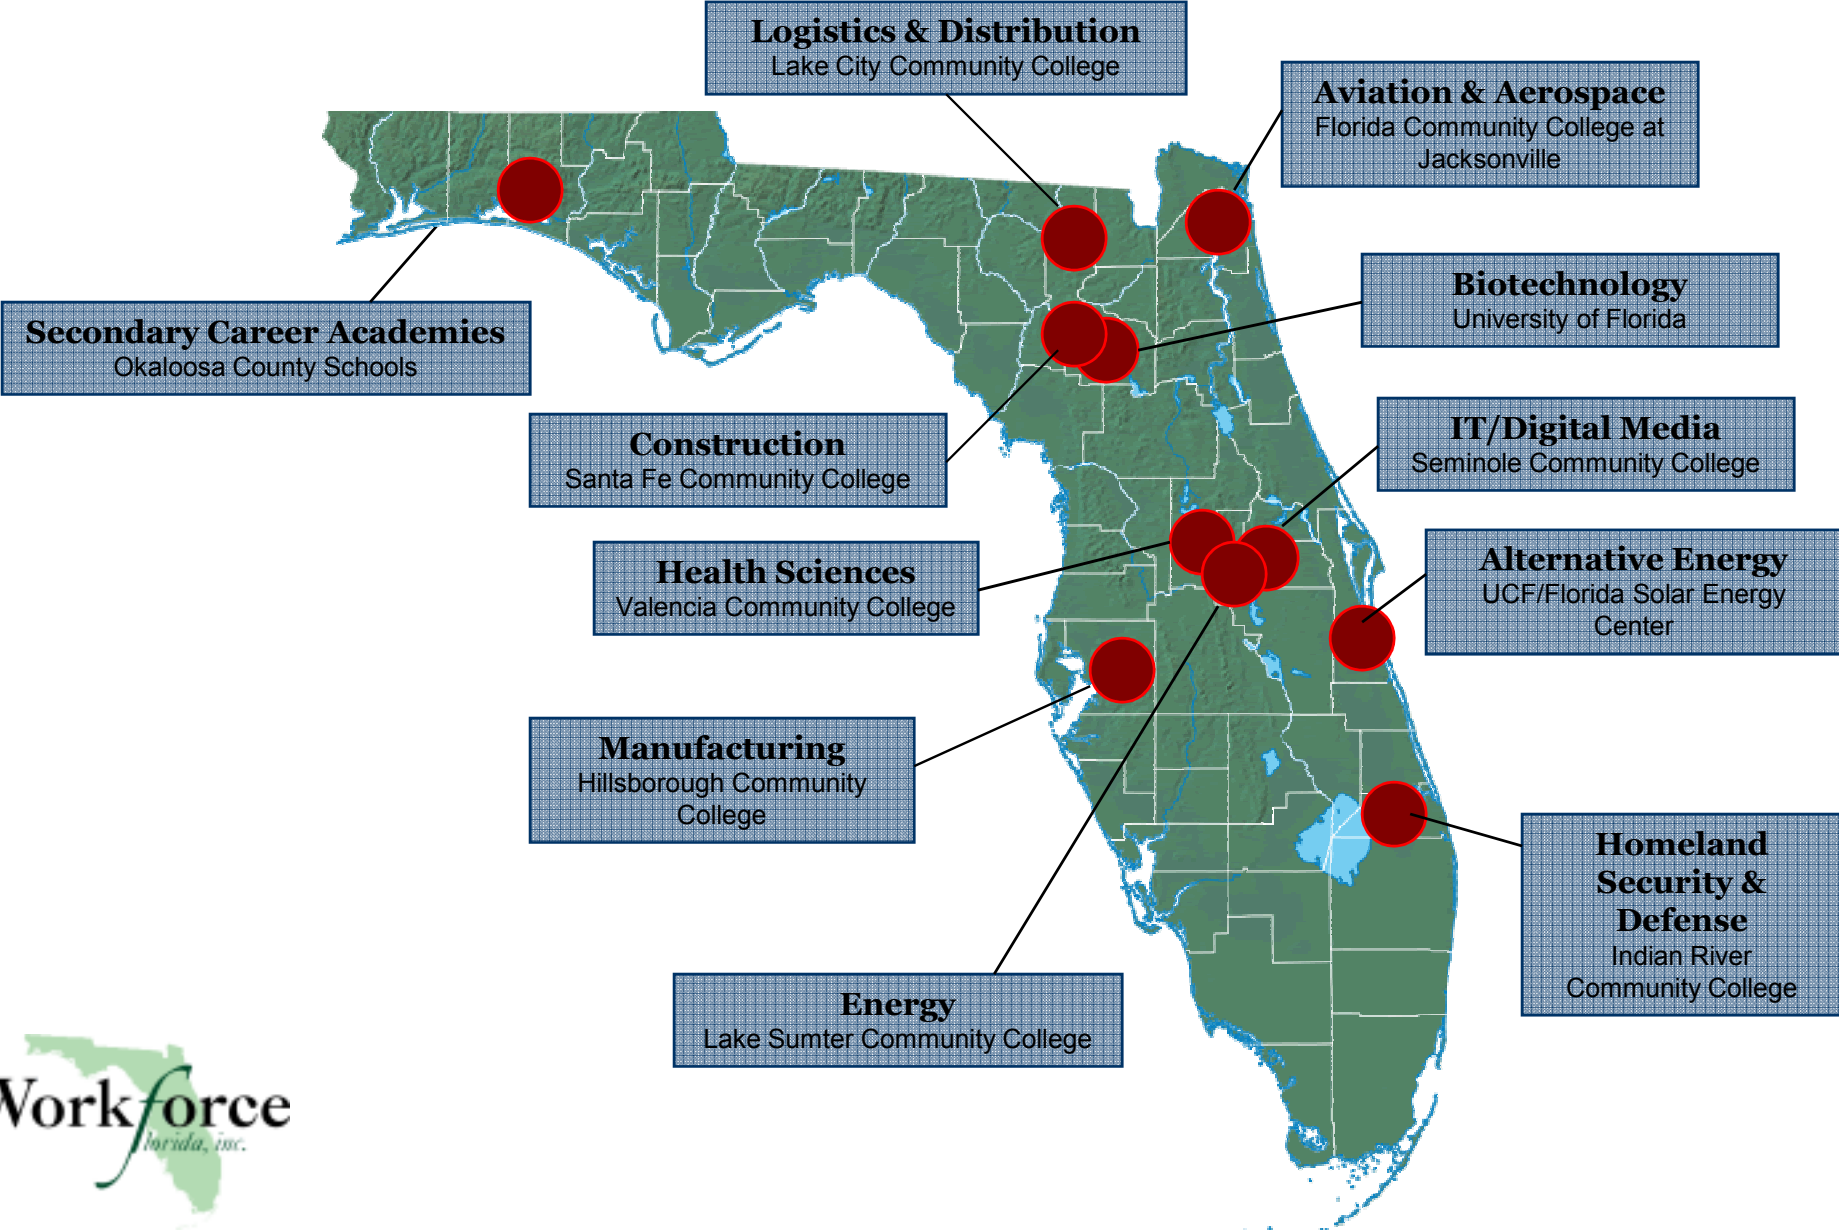 Logistics & Distribution
Lake City Community College
Aviation & Aerospace
Florida Community College at
Jacksonville
Biotechnology
University of Florida
Secondary Career Academies
Okaloosa County Schools
Construction
Santa Fe Community College
IT/Digital Media
Seminole Community College
Health Sciences
Valencia Community College
Alternative Energy
UCF/Florida Solar Energy
Center
Manufacturing
Hillsborough Community
College
Homeland
Security &
Defense
Indian River
Community College
Energy
Lake Sumter Community College
Workforce
florida, inc.